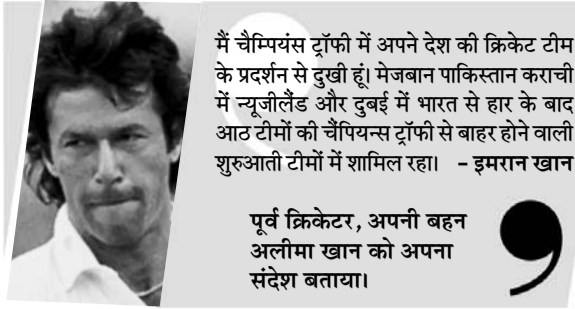 मैं चैम्पियंस ट्रॉफी में अपने देश की क्रिकेट टीम
के प्रदर्शन से दुखी हूं। मेजबान पाकिस्तान कराची
में न्यूजीलैंड और दुबई में भारत से हार के बाद
आठ टीमों की चैंपियन्स ट्रॉफी से बाहर होने वाली
शुरुआती टीमों में शामिल रहा। - इमरान खान
पूर्व क्रिकेटर, अपनी बहन
अलीमा खान को अपना
संदेश बताया।